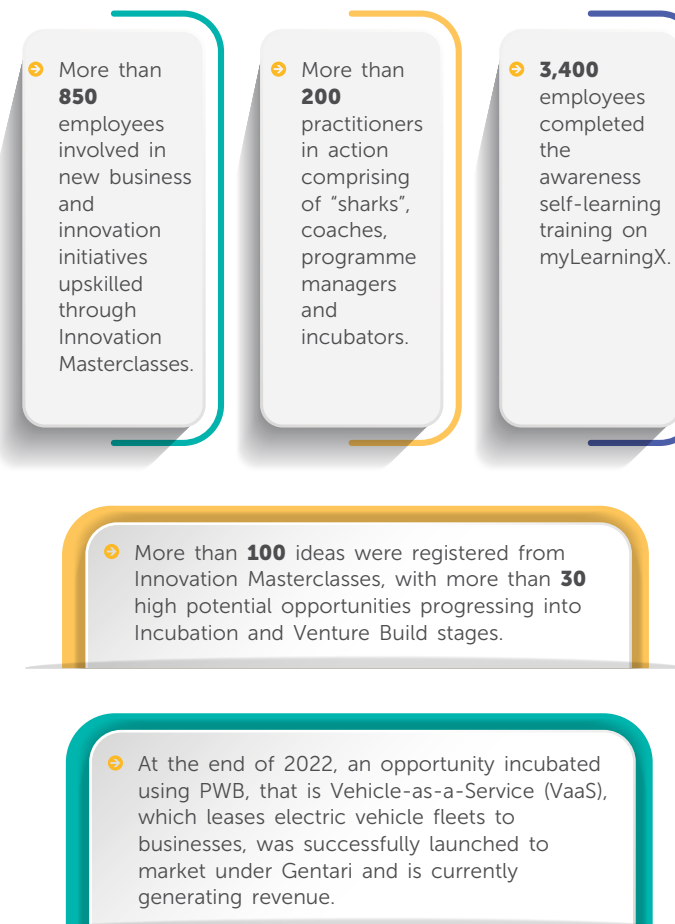 More than
850
employees
involved in
new business
and
innovation
initiatives
upskilled
through
Innovation
Masterclasses.
More than
200
practitioners
in action
comprising
of “sharks”,
coaches,
programme
managers
and
incubators.
3,400
employees
completed
the
awareness
self-learning
training on
myLearningX.
More than 100 ideas were registered from
Innovation Masterclasses, with more than 30
high potential opportunities progressing into
Incubation and Venture Build stages.
At the end of 2022, an opportunity incubated
using PWB, that is Vehicle-as-a-Service (VaaS),
which leases electric vehicle fleets to
businesses, was successfully launched to
market under Gentari and is currently
generating revenue.